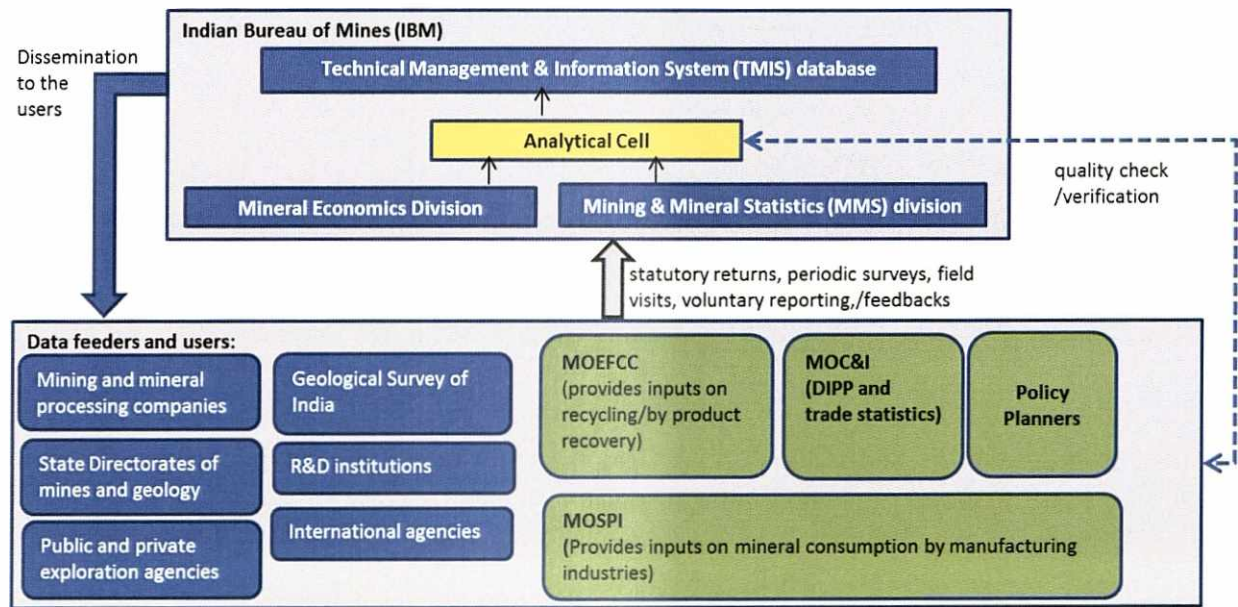 Indian Bureau of Mines (IBM)
Dissemination
to the
users
Technical Management & Information System (TMIS) database
Analytical Cell
quality check
/verification
Mineral Economics Division
Mining & Mineral Statistics (MMS) division
statutory returns, periodic surveys, field
visits, voluntary reporting,/feedbacks
Data feeders and users:
Mining and mineral
processing companies
State Directorates of
mines and geology
Public and private
exploration agencies
Geological Survey of
India
R&D institutions
International agencies
MOEFCC
(provides inputs on
recycling/by product
recovery)
MOC&I
(DIPP and
trade statistics)
Policy
Planners
MOSPI
(Provides inputs on mineral consumption by manufacturing
industries)